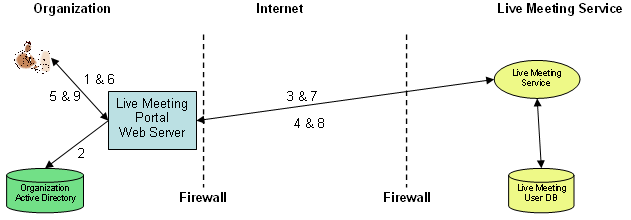 Organization
Internet
Live Meeting Service
1 & 6
5 & 9
Live Meeting
Portal
Web Server
3 & 7
4 & 8
Live Meeting
Service
2
Organization
Active Directory
Firewall
Firewall
Live Meeting
User DB